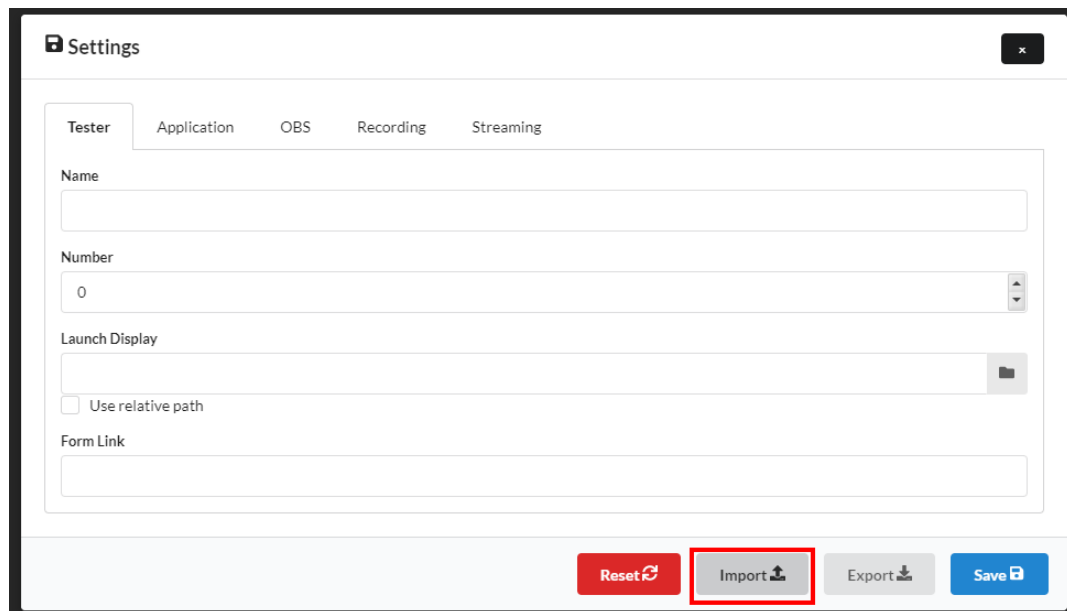 Settings
×
Tester Application OBS Recording Streaming
Name
Number
0
Launch Display
Use relative path
Form Link
Reset Import Export Save